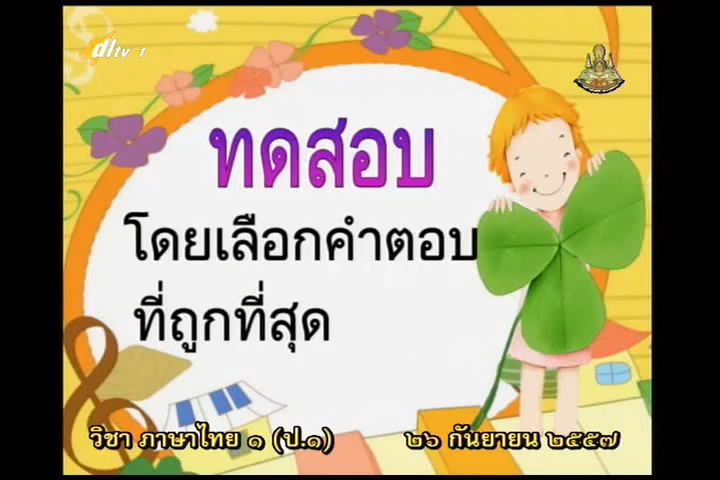 dltv 1
ทดสอบ
โดยเลือกคำตอบ
ที่ถูกที่สุด
วิชา ภาษาไทย ๑ (ป.๑) ๒๖ กันยายน ๒๕๕๗